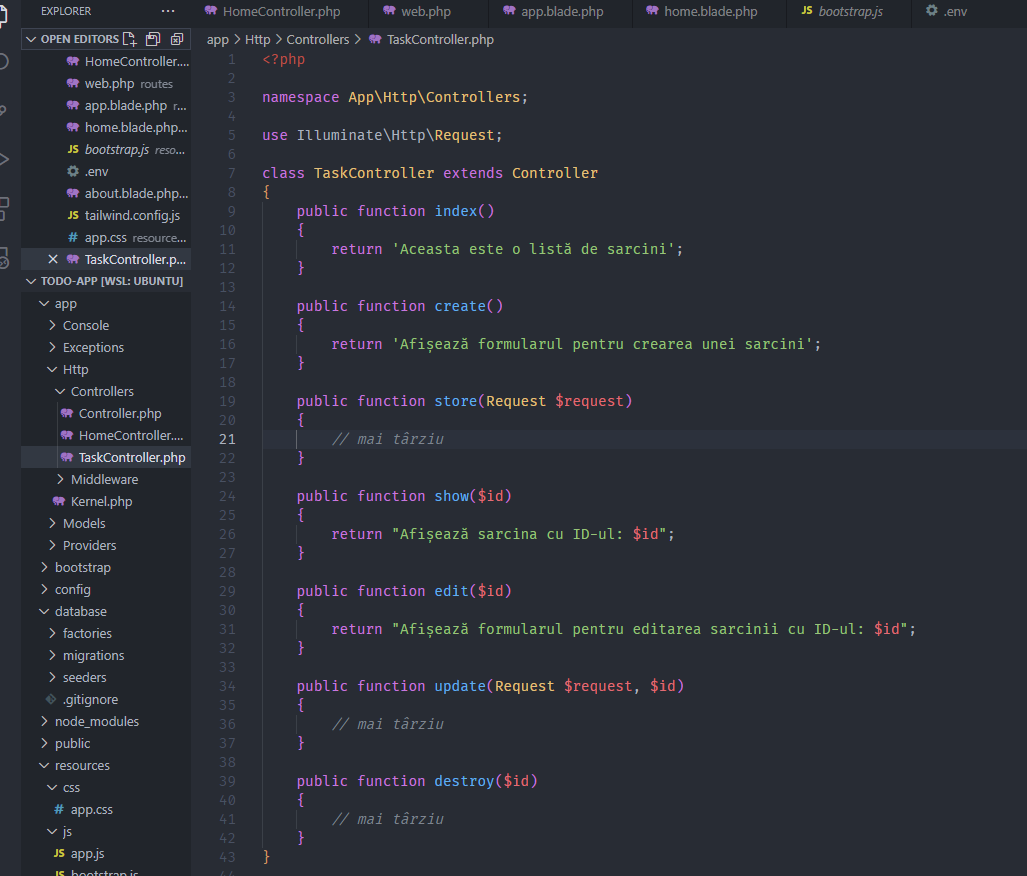 EXPLORER ...
HomeController.php web.php app.blade.php home.blade.php JS bootstrap.js .env
OPEN EDITORS
HomeController....
web.php routes
app.blade.php r...
home.blade.php...
JS bootstrap.js reso...
.env
about.blade.php...
JS tailwind.config.js
# app.css resource...
TaskController.p...
TODO-APP [WSL: UBUNTU]
app
Console
Exceptions
Http
Controllers
Controller.php
HomeController....
TaskController.php
Middleware
Kernel.php
Models
Providers
bootstrap
config
database
factories
migrations
seeders
.gitignore
node_modules
public
resources
css
# app.css
js
JS app.js
JS bootstrap.js
app > Http > Controllers > TaskController.php
1 <?php
2
3 namespace App\Http\Controllers;
4
5 use Illuminate\Http\Request;
6
7 class TaskController extends Controller
8 {
9 public function index()
10 {
11 return 'Aceasta este o listă de sarcini';
12 }
13
14 public function create()
15 {
16 return 'Afișează formularul pentru crearea unei sarcini';
17 }
18
19 public function store(Request $request)
20 {
21 // mai târziu
22 }
23
24 public function show($id)
25 {
26 return "Afișează sarcina cu ID-ul: $id";
27 }
28
29 public function edit($id)
30 {
31 return "Afișează formularul pentru editarea sarcinii cu ID-ul: $id";
32 }
33
34 public function update(Request $request, $id)
35 {
36 // mai târziu
37 }
38
39 public function destroy($id)
40 {
41 // mai târziu
42 }
43 }
44